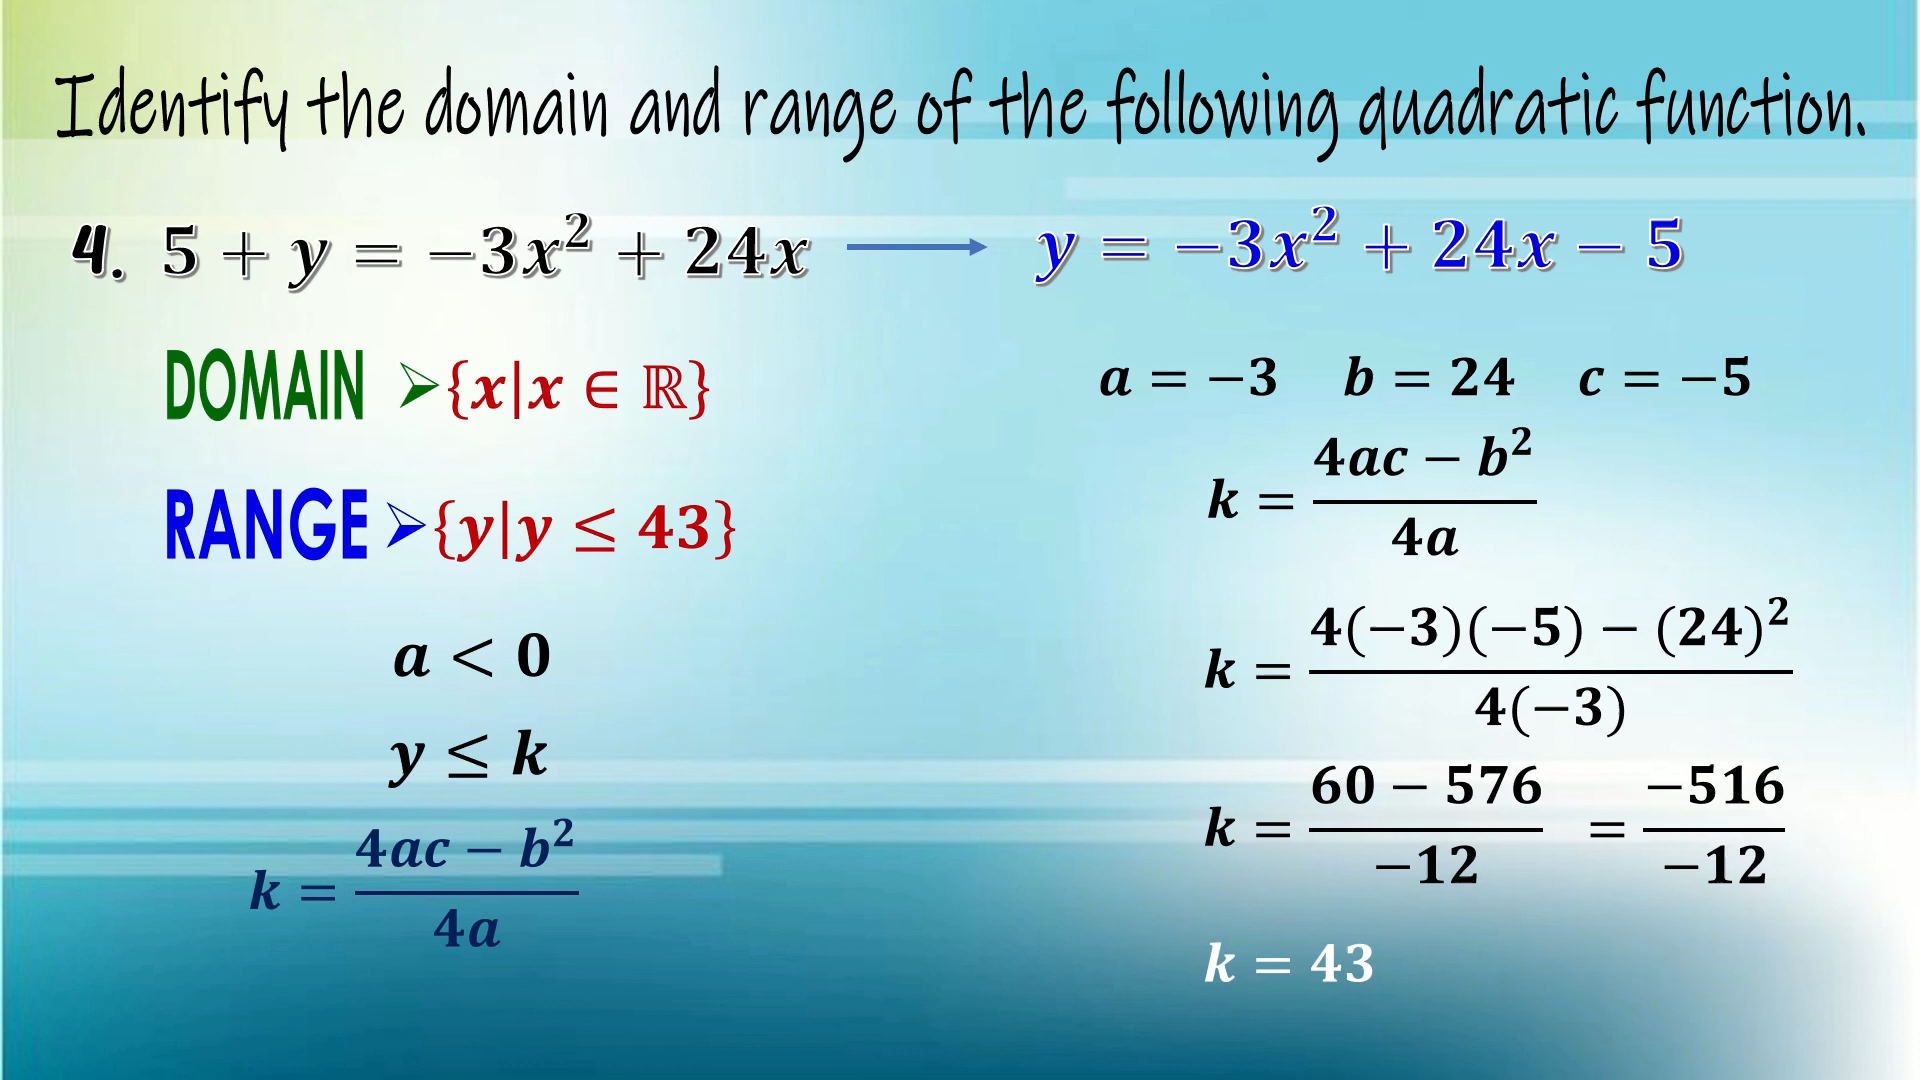 Identify the domain and range of the following quadratic function.
4. 5 + y = −3x² + 24x → y = −3x² + 24x − 5
DOMAIN ➢ {x|x ∈ ℝ}
RANGE ➢ {y|y ≤ 43}
a < 0
y ≤ k
k = (4ac − b²)/(4a)
a = −3 b = 24 c = −5
k = (4ac − b²)/(4a)
k = (4(−3)(−5) − (24)²)/(4(−3))
k = (60 − 576)/(−12) = (−516)/(−12)
k = 43